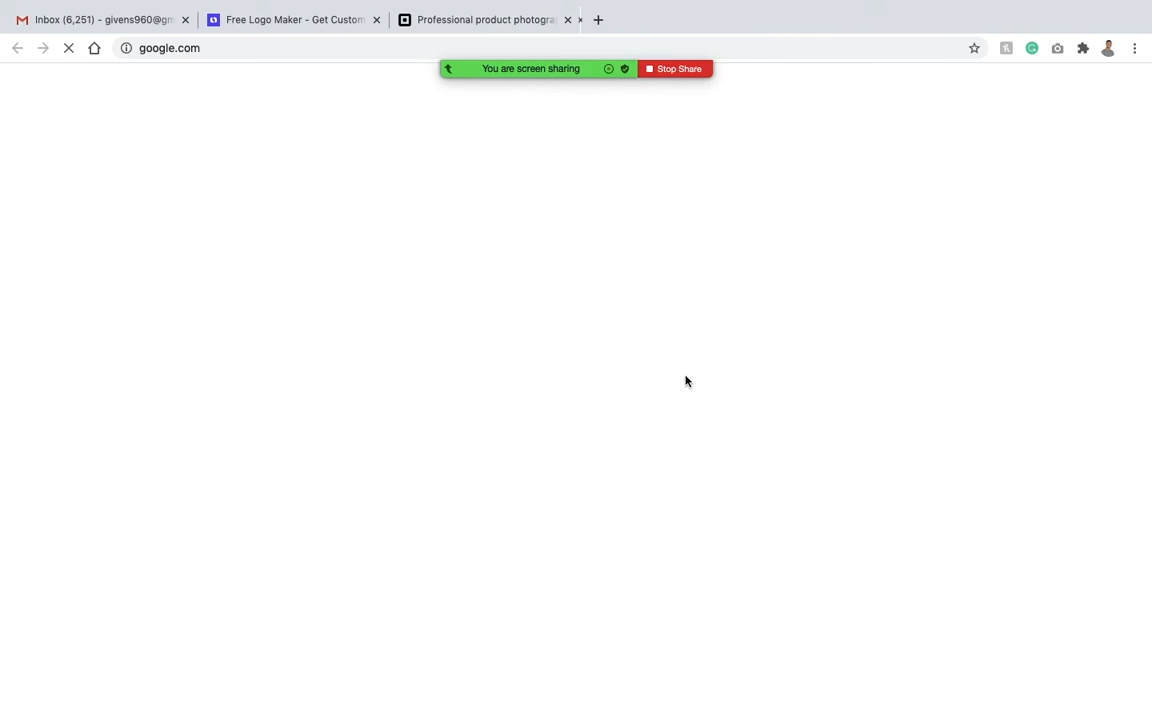 Inbox (6,251) - givens960@gm
Free Logo Maker - Get Custom
Professional product photogra
google.com
You are screen sharing
Stop Share